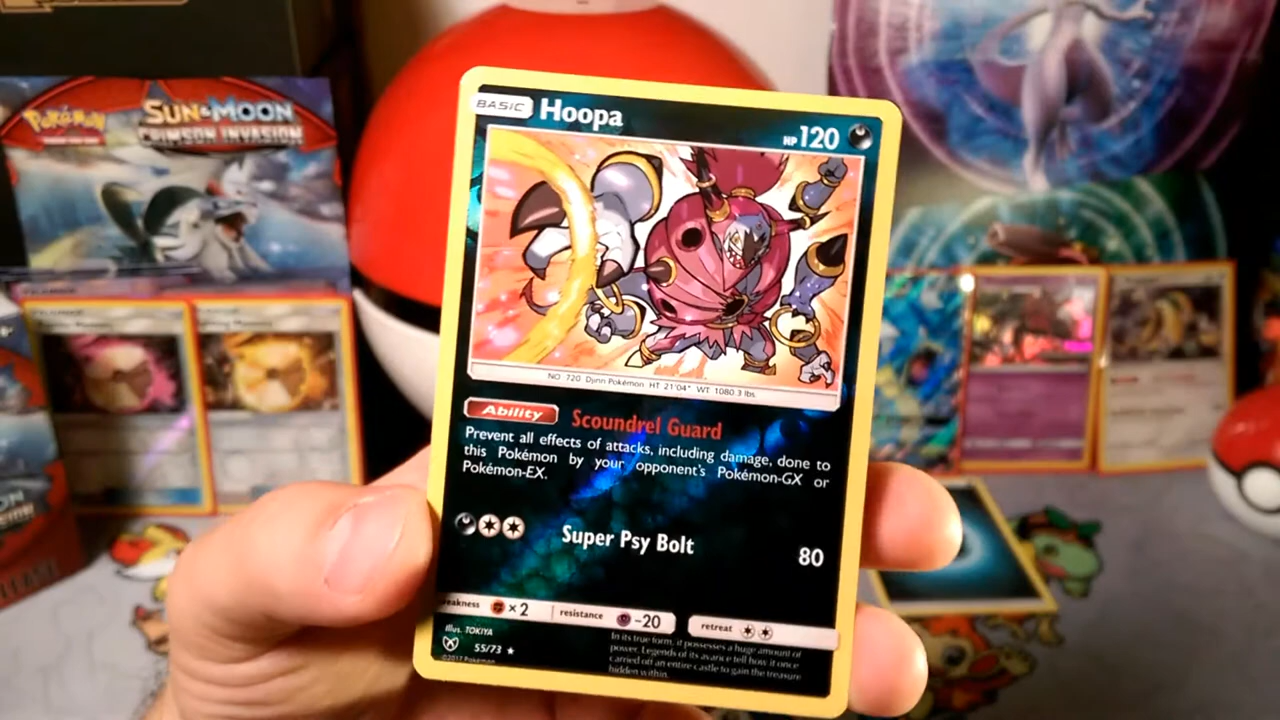 Pokémon
SUN & MOON
CRIMSON INVASION
BASIC
Hoopa
HP 120
NO. 720 Djinn Pokémon HT 21'04" WT 1080.3 lbs.
Ability
Scoundrel Guard
Prevent all effects of attacks, including damage, done to
this Pokémon by your opponent's Pokémon-GX or
Pokémon-EX.
Super Psy Bolt
80
weakness
×2
resistance
-20
retreat
Illus. TOKIYA
55/73
©2017 Pokémon
In its true form, it possesses a huge amount of
power. Legends of its avarice tell how it once
carried off an entire castle to gain the treasure
hidden within.